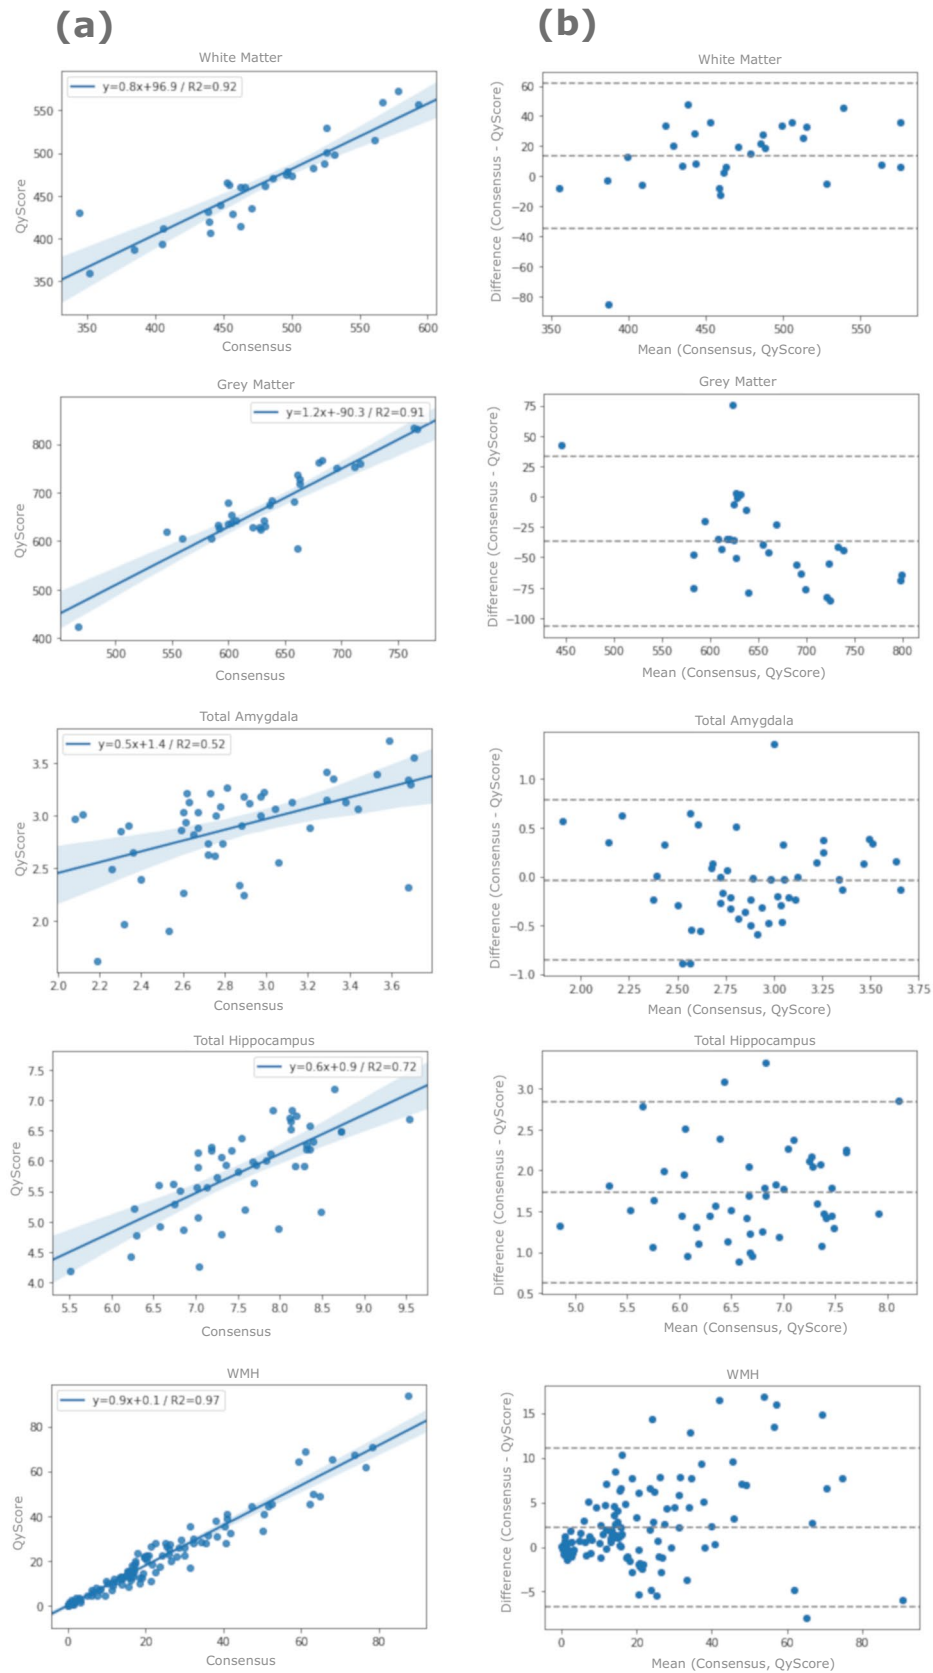 (a)
(b)
White Matter
y=0.8x+96.9 / R2=0.92
QyScore
550
500
450
400
350
350 400 450 500 550 600
Consensus
White Matter
Difference (Consensus - QyScore)
60
40
20
0
−20
−40
−60
−80
350 400 450 500 550
Mean (Consensus, QyScore)
Grey Matter
y=1.2x+-90.3 / R2=0.91
QyScore
800
700
600
500
400
500 550 600 650 700 750
Consensus
Grey Matter
Difference (Consensus - QyScore)
75
50
25
0
−25
−50
−75
−100
450 500 550 600 650 700 750 800
Mean (Consensus, QyScore)
Total Amygdala
y=0.5x+1.4 / R2=0.52
QyScore
3.5
3.0
2.5
2.0
2.0 2.2 2.4 2.6 2.8 3.0 3.2 3.4 3.6
Consensus
Total Amygdala
Difference (Consensus - QyScore)
1.0
0.5
0.0
−0.5
−1.0
2.00 2.25 2.50 2.75 3.00 3.25 3.50 3.75
Mean (Consensus, QyScore)
Total Hippocampus
y=0.6x+0.9 / R2=0.72
QyScore
7.5
7.0
6.5
6.0
5.5
5.0
4.5
4.0
5.5 6.0 6.5 7.0 7.5 8.0 8.5 9.0 9.5
Consensus
Total Hippocampus
Difference (Consensus - QyScore)
3.0
2.5
2.0
1.5
1.0
0.5
5.0 5.5 6.0 6.5 7.0 7.5 8.0
Mean (Consensus, QyScore)
WMH
y=0.9x+0.1 / R2=0.97
QyScore
80
60
40
20
0
0 20 40 60 80
Consensus
WMH
Difference (Consensus - QyScore)
15
10
5
0
−5
0 20 40 60 80
Mean (Consensus, QyScore)